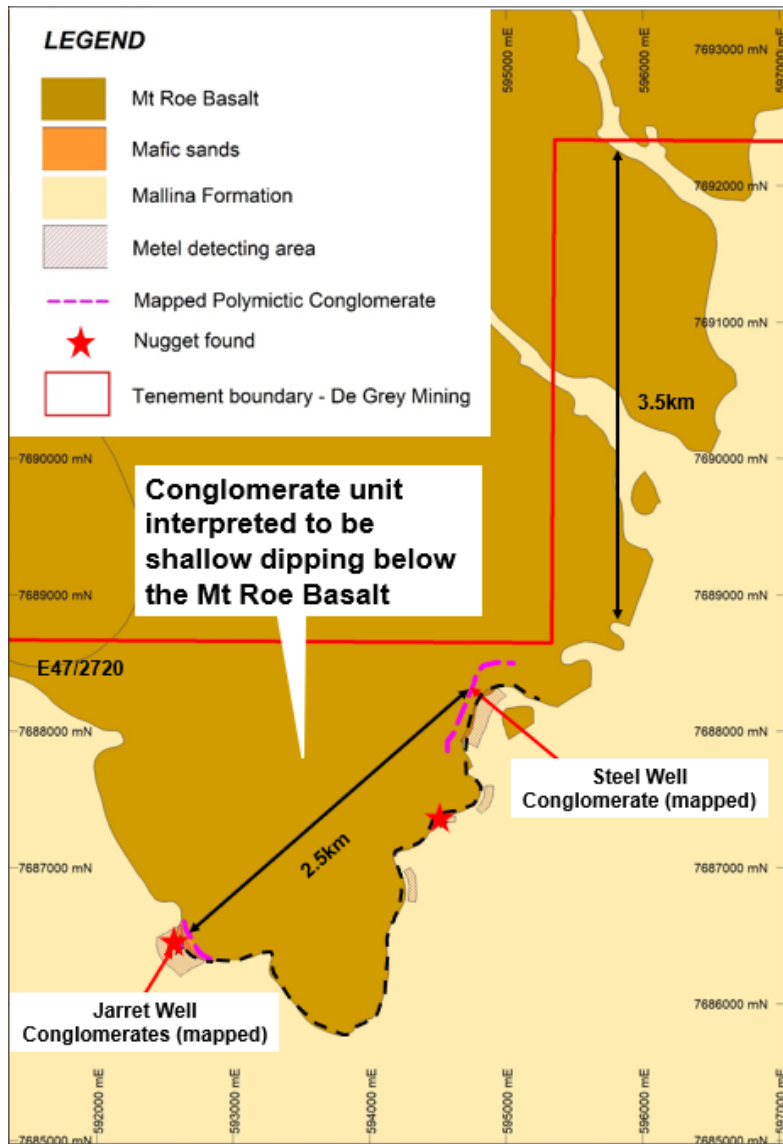 LEGEND
Mt Roe Basalt
Mafic sands
Mallina Formation
Metel detecting area
Mapped Polymictic Conglomerate
Nugget found
Tenement boundary - De Grey Mining
595000 mE
596000 mE
7693000 mN
7692000 mN
7691000 mN
3.5km
7690000 mN
7690000 mN
Conglomerate unit
interpreted to be
shallow dipping below
the Mt Roe Basalt
7689000 mN
7689000 mN
E47/2720
7688000 mN
7688000 mN
Steel Well
Conglomerate (mapped)
2.5km
7687000 mN
7687000 mN
Jarret Well
Conglomerates (mapped)
7686000 mN
592000 mE
593000 mE
594000 mE
595000 mE
596000 mE
7685000 mN
7685000 mN